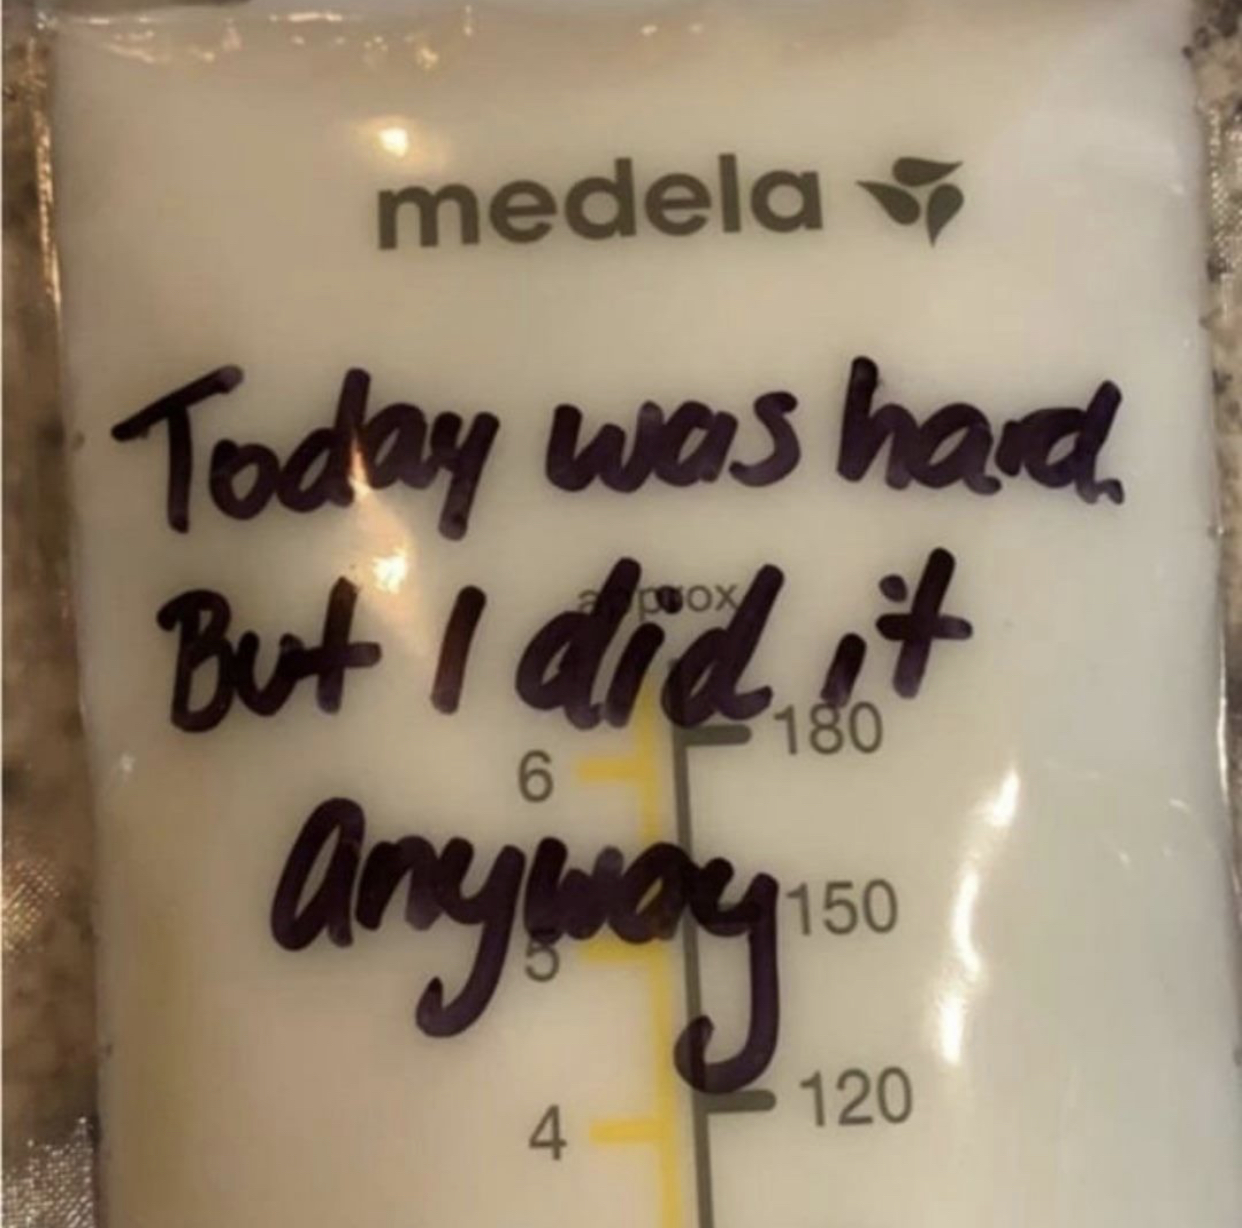 medela
Today was hard.
But I did it
anyway
approx
180
6
150
5
120
4